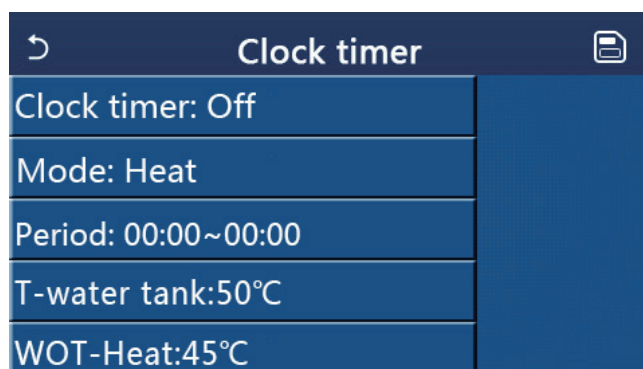 Clock timer
Clock timer: Off
Mode: Heat
Period: 00:00~00:00
T-water tank:50℃
WOT-Heat:45℃